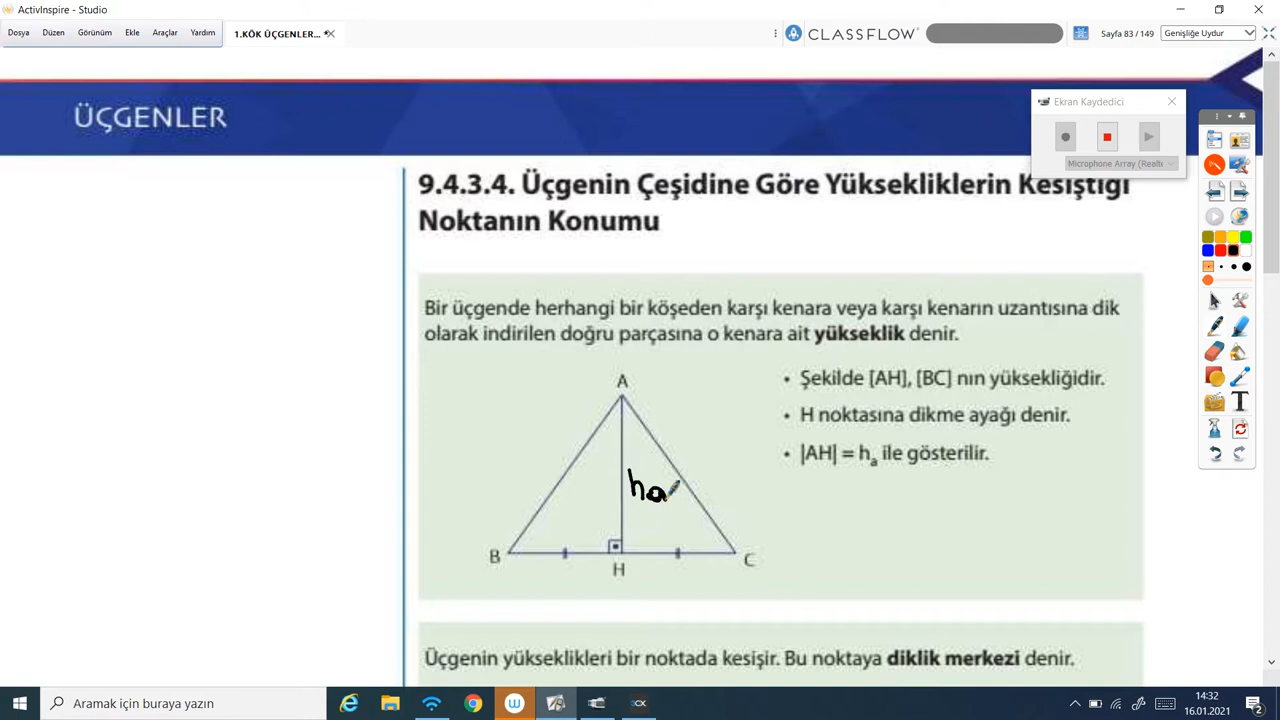 ActivInspire - Studio
Dosya Düzen Görünüm Ekle Araçlar Yardım
1.KÖK ÜÇGENLER...
CLASSFLOW
Sayfa 83 / 149
Genişliğe Uydur
ÜÇGENLER
Ekran Kaydedici
Microphone Array (Realt
9.4.3.4. Üçgenin Çeşidine Göre Yüksekliklerin Kesiştiği
Noktanın Konumu
Bir üçgende herhangi bir köşeden karşı kenara veya karşı kenarın uzantısına dik
olarak indirilen doğru parçasına o kenara ait yükseklik denir.
A
ha
B
H
C
• Şekilde [AH], [BC] nın yüksekliğidir.
• H noktasına dikme ayağı denir.
• |AH| = ha ile gösterilir.
Üçgenin yükseklikleri bir noktada kesişir. Bu noktaya diklik merkezi denir.
T
Aramak için buraya yazın
14:32
16.01.2021
2